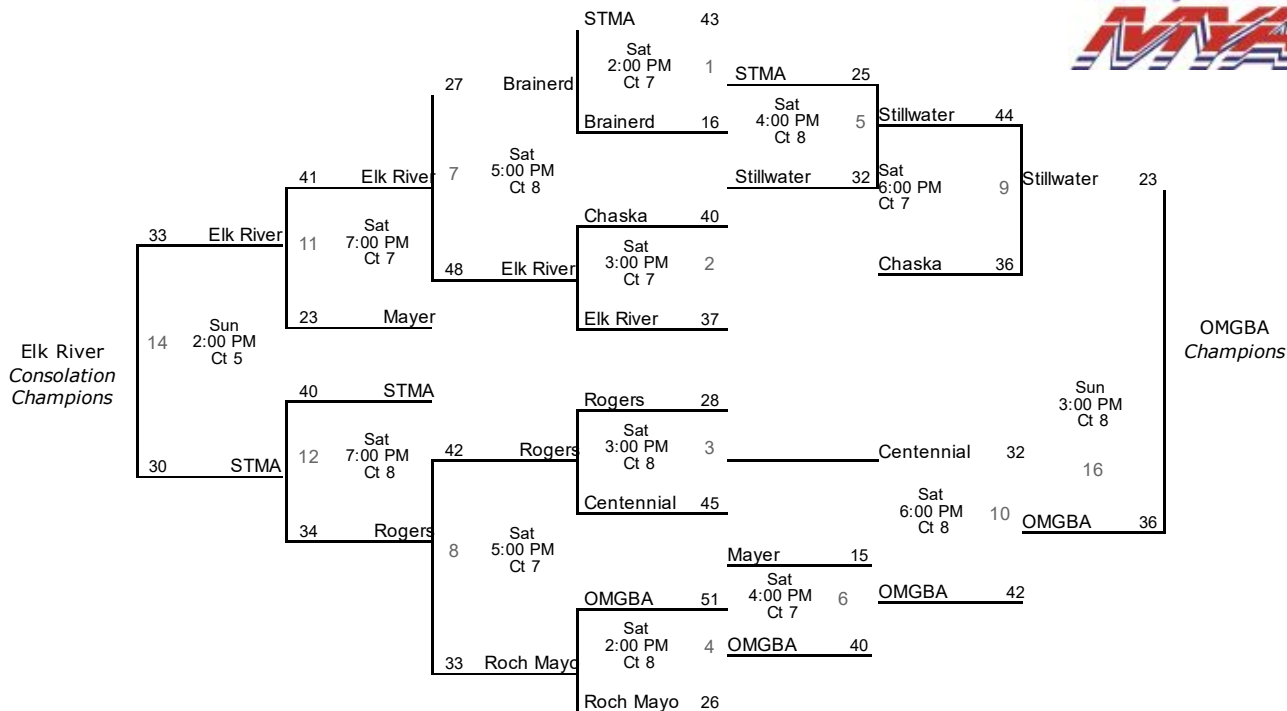 STMA 43
Sat
2:00 PM
Ct 7
1
Brainerd 16
STMA 25
Sat
4:00 PM
Ct 8
5
Stillwater 32
Stillwater 44
Sat
6:00 PM
Ct 7
9
Chaska 36
Stillwater 23
27 Brainerd
7
Sat
5:00 PM
Ct 8
48 Elk River
Chaska 40
Sat
3:00 PM
Ct 7
2
Elk River 37
41 Elk River
11
Sat
7:00 PM
Ct 7
23 Mayer
33 Elk River
14
Sun
2:00 PM
Ct 5
30 STMA
Elk River
Consolation
Champions
40 STMA
12
Sat
7:00 PM
Ct 8
34 Rogers
42 Rogers
8
Sat
5:00 PM
Ct 7
33 Roch Mayo
Rogers 28
Sat
3:00 PM
Ct 8
3
Centennial 45
OMGBA 51
Sat
2:00 PM
Ct 8
4
Roch Mayo 26
Mayer 15
Sat
4:00 PM
Ct 7
6
OMGBA 40
Centennial 32
Sat
6:00 PM
Ct 8
10
OMGBA 42
Sun
3:00 PM
Ct 8
16
OMGBA 36
OMGBA
Champions
MYA